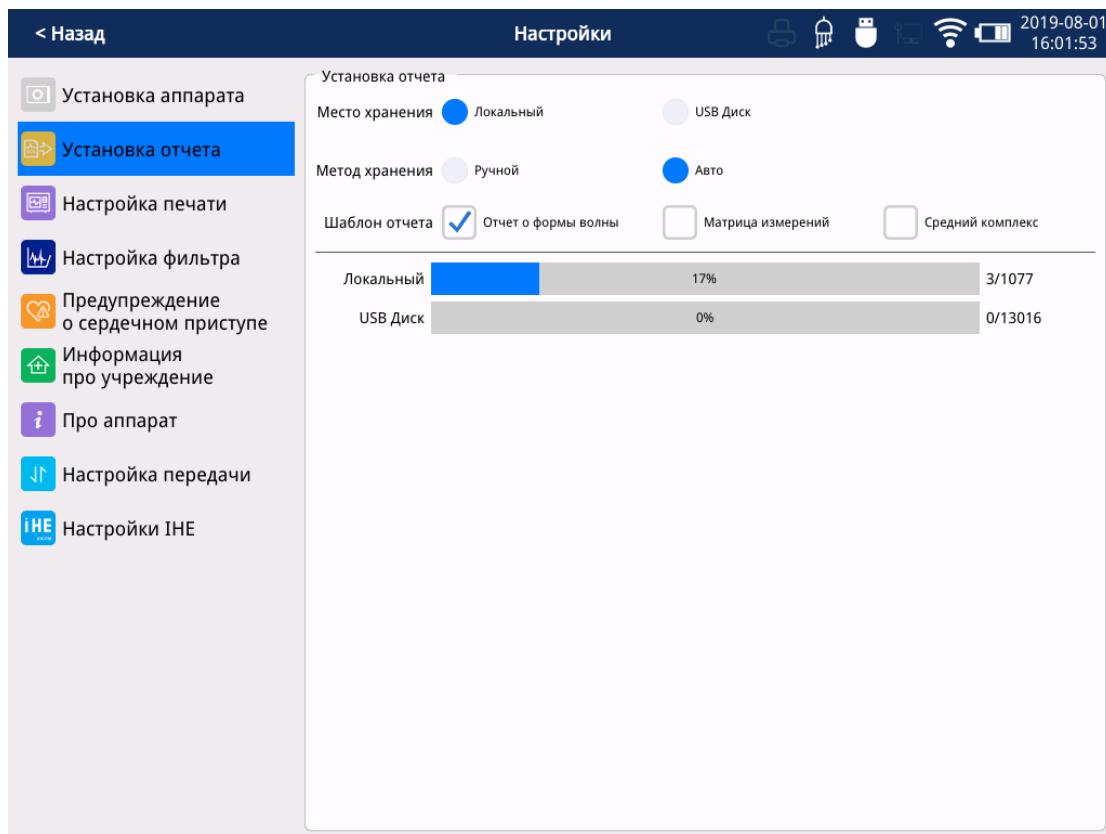 < Назад
Настройки
2019-08-01
16:01:53
Установка аппарата
Установка отчета
Настройка печати
Настройка фильтра
Предупреждение
о сердечном приступе
Информация
про учреждение
Про аппарат
Настройка передачи
iHE
Настройки IHE
Установка отчета
Место хранения Локальный USB Диск
Метод хранения Ручной Авто
Шаблон отчета Отчет о формы волны Матрица измерений Средний комплекс
Локальный 17% 3/1077
USB Диск 0% 0/13016